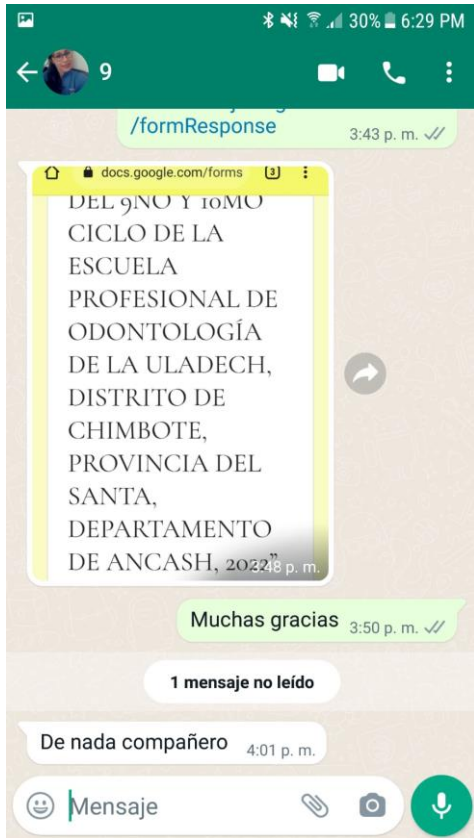 30% 6:29 PM
9
/formResponse
3:43 p. m.
docs.google.com/forms 3
DEL 9NO Y 10MO
CICLO DE LA
ESCUELA
PROFESIONAL DE
ODONTOLOGÍA
DE LA ULADECH,
DISTRITO DE
CHIMBOTE,
PROVINCIA DEL
SANTA,
DEPARTAMENTO
DE ANCASH, 2022”
3:48 p. m.
Muchas gracias 3:50 p. m.
1 mensaje no leído
De nada compañero 4:01 p. m.
Mensaje